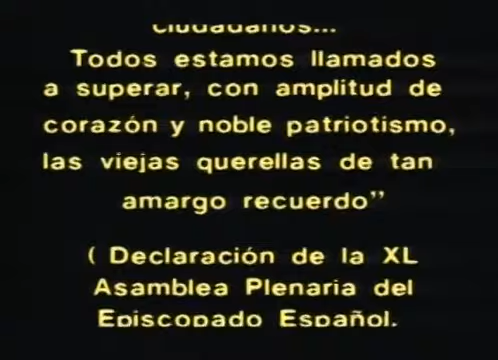 ciudadanos...
Todos estamos llamados
a superar, con amplitud de
corazón y noble patriotismo,
las viejas querellas de tan
amargo recuerdo”
( Declaración de la XL
Asamblea Plenaria del
Episcopado Español.